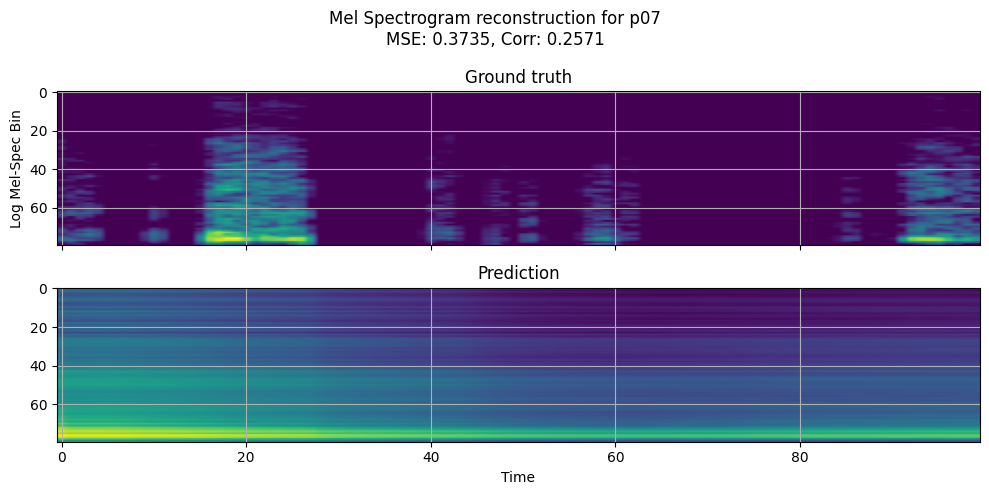 Mel Spectrogram reconstruction for p07
MSE: 0.3735, Corr: 0.2571
Ground truth
Log Mel-Spec Bin
0
20
40
60
Prediction
0
20
40
60
0 20 40 60 80
Time